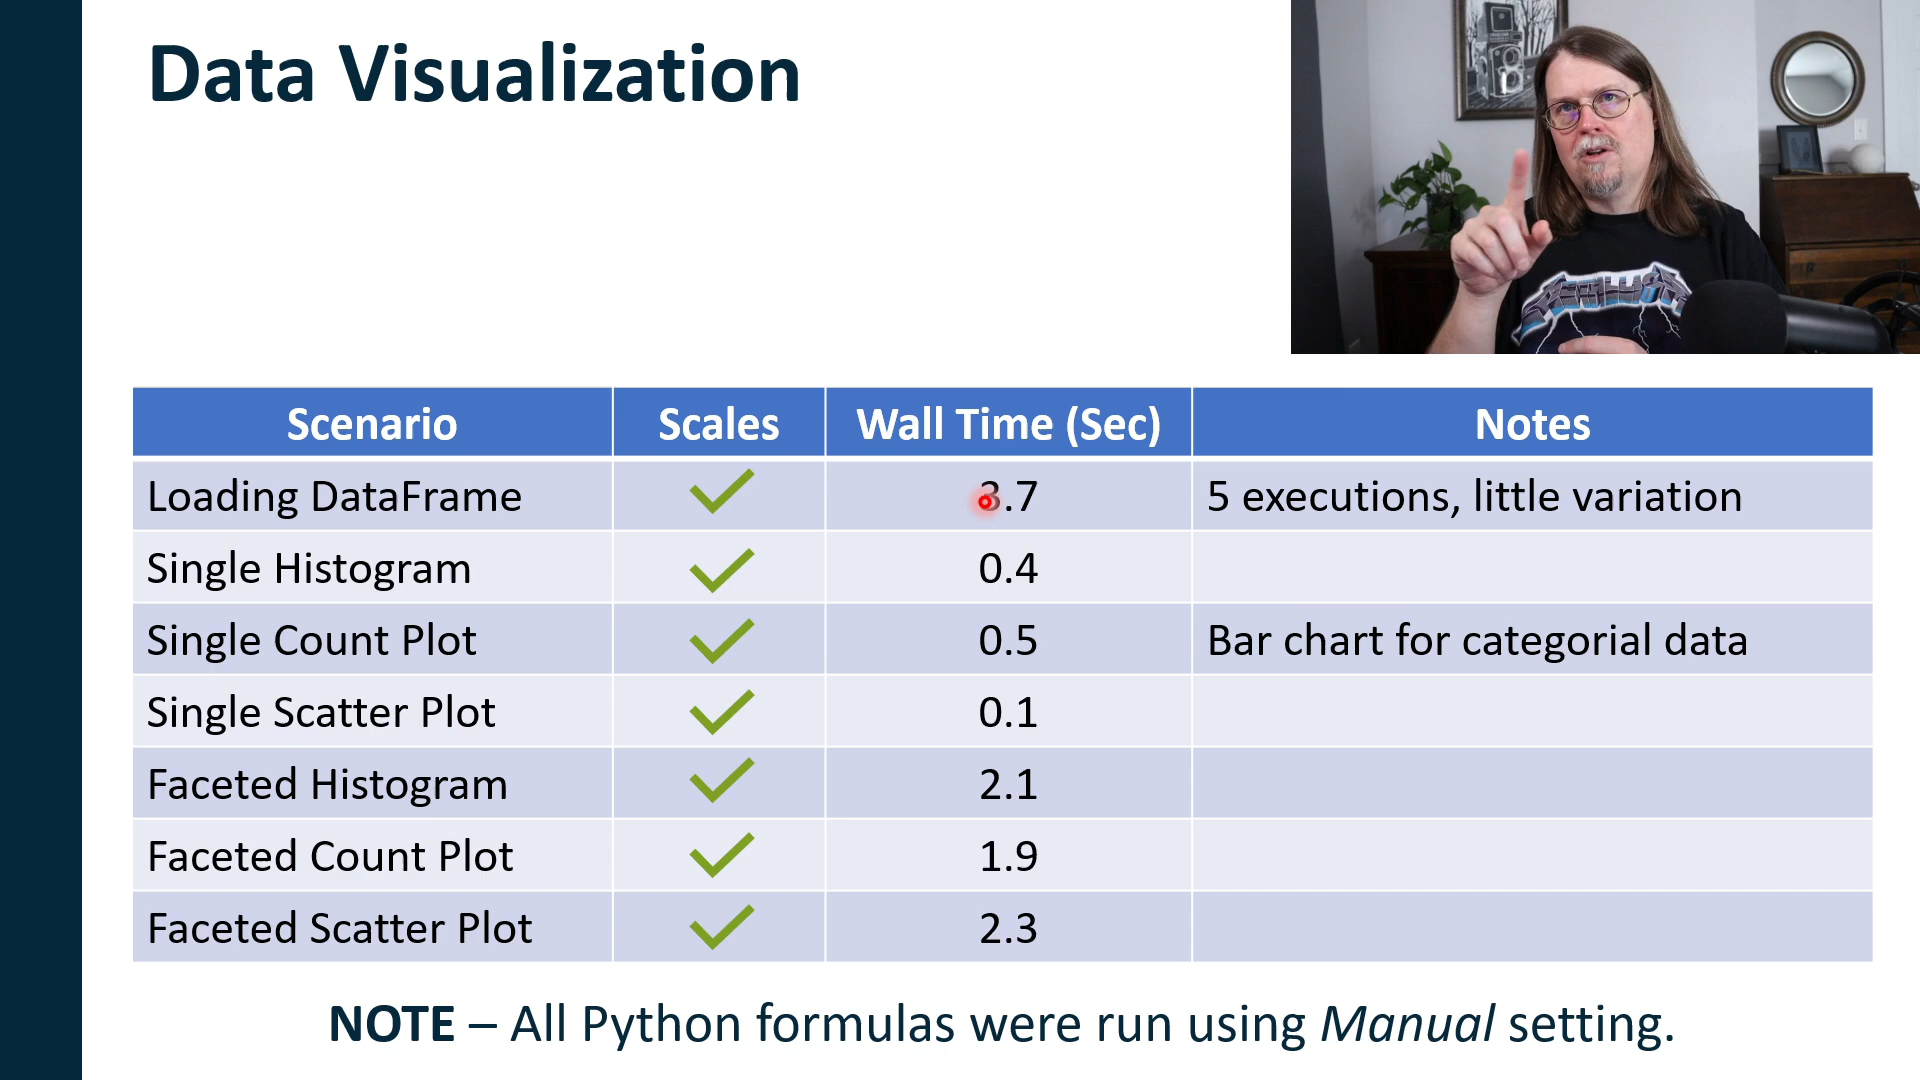 Data Visualization
METALLICA
Scenario Scales Wall Time (Sec) Notes
Loading DataFrame 3.7 5 executions, little variation
Single Histogram 0.4
Single Count Plot 0.5 Bar chart for categorial data
Single Scatter Plot 0.1
Faceted Histogram 2.1
Faceted Count Plot 1.9
Faceted Scatter Plot 2.3
NOTE – All Python formulas were run using Manual setting.